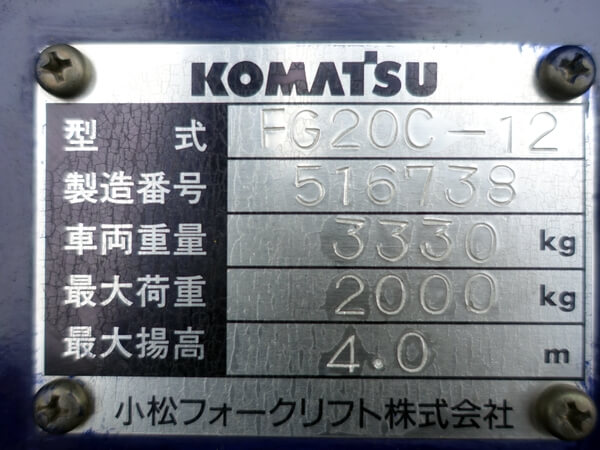 KOMATSU
型式 FG20C-12
製造番号 516738
車両重量 3330 kg
最大荷重 2000 kg
最大揚高 4.0 m
小松フォークリフト株式会社